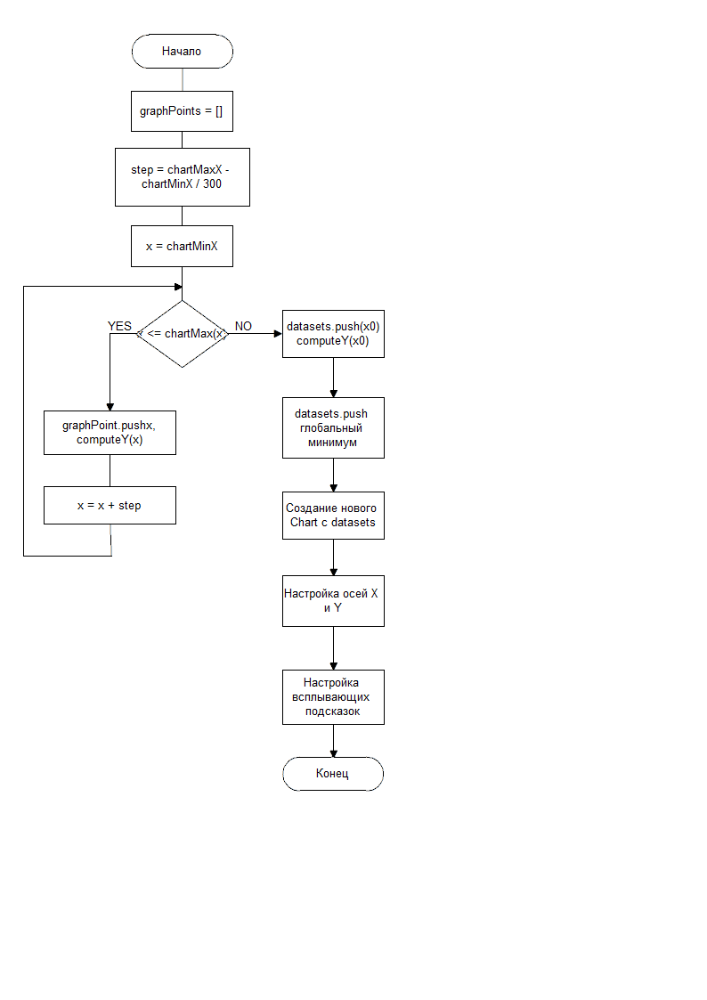 Начало
graphPoints = []
step = chartMaxX -
chartMinX / 300
x = chartMinX
YES
x <= chartMax(x)
NO
datasets.push(x0)
computeY(x0)
graphPoint.pushx,
computeY(x)
x = x + step
datasets.push
глобальный
минимум
Создание нового
Chart с datasets
Настройка осей X
и Y
Настройка
всплывающих
подсказок
Конец